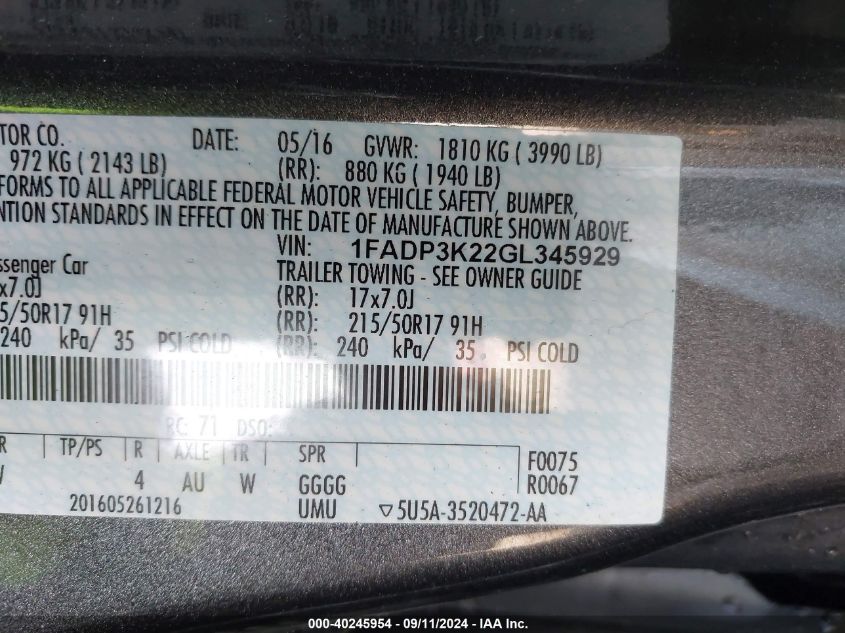 TOR CO. DATE: 05/16 GVWR: 1810 KG ( 3990 LB)
972 KG ( 2143 LB) (RR): 880 KG ( 1940 LB)
FORMS TO ALL APPLICABLE FEDERAL MOTOR VEHICLE SAFETY, BUMPER,
NTION STANDARDS IN EFFECT ON THE DATE OF MANUFACTURE SHOWN ABOVE.
VIN: 1FADP3K22GL345929
ssenger Car TRAILER TOWING - SEE OWNER GUIDE
x7.0J (RR): 17x7.0J
5/50R17 91H (RR): 215/50R17 91H
240 kPa/ 35 PSI COLD (RR): 240 kPa/ 35 PSI COLD
RC: 71 DSO:
R TP/PS R AXLE TR SPR F0075
4 AU W GGGG R0067
201605261216 UMU ▽5U5A-3520472-AA
000-40245954 - 09/11/2024 - IAA Inc.